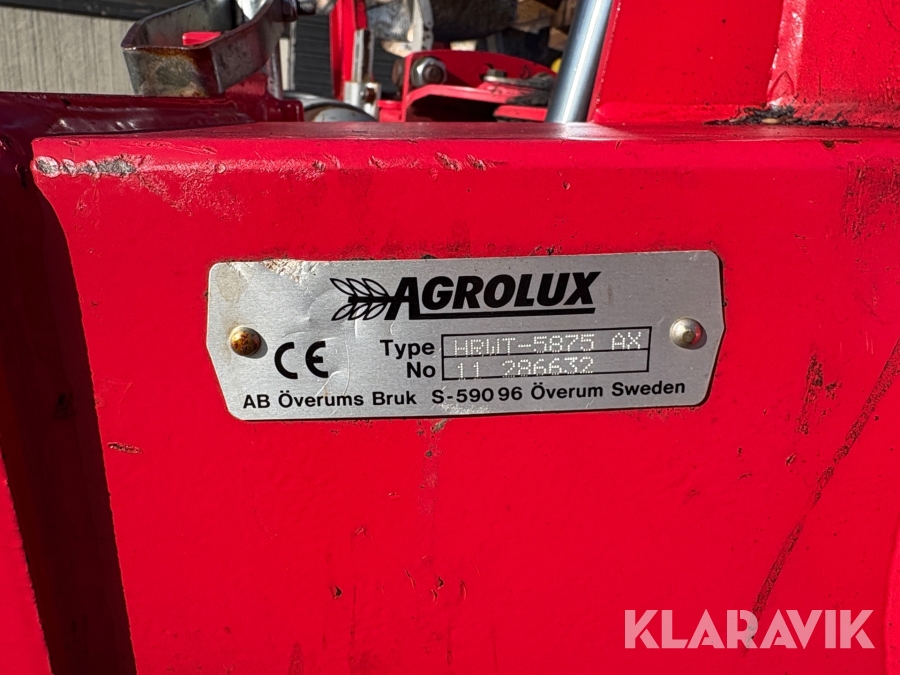 AGROLUX
CE
Type HRWT-5875 AX
No 11 286632
AB Överums Bruk S-590 96 Överum Sweden
KLARAVIK